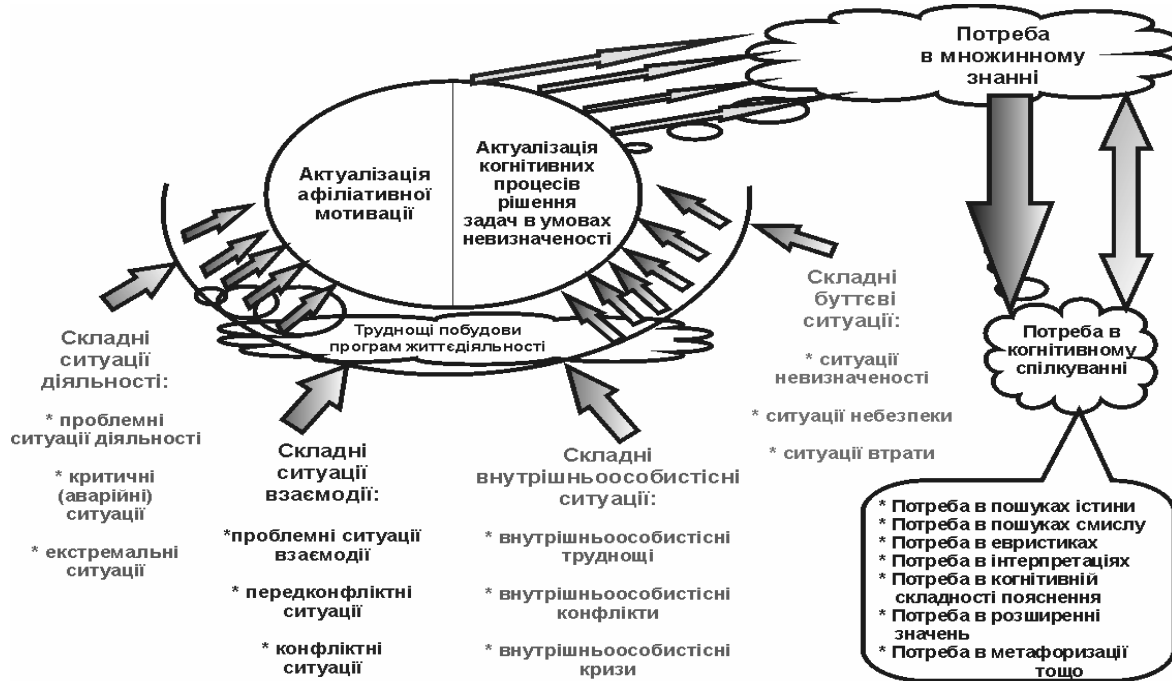 Потреба
в множинному
знанні
Актуалізація
афіліативної
мотивації
Актуалізація
когнітивних
процесів
рішення
задач в умовах
невизначеності
Труднощі побудови
програм життєдіяльності
Складні
ситуації
діяльності:
* проблемні
ситуації діяльності
* критичні
(аварійні)
ситуації
* екстремальні
ситуації
Складні
ситуації
взаємодії:
*проблемні ситуації
взаємодії
* передконфліктні
ситуації
* конфліктні
ситуації
Складні
внутрішньоособистісні
ситуації:
* внутрішньоособистісні
труднощі
* внутрішньоособистісні
конфлікти
* внутрішньоособистісні
кризи
Складні
буттєві
ситуації:
* ситуації
невизначеності
* ситуації небезпеки
* ситуації втрати
Потреба в
когнітивному
спілкуванні
* Потреба в пошуках істини
* Потреба в пошуках смислу
* Потреба в евристиках
* Потреба в інтерпретаціях
* Потреба в когнітивній
складності пояснення
* Потреба в розширенні
значень
* Потреба в метафоризації
тощо